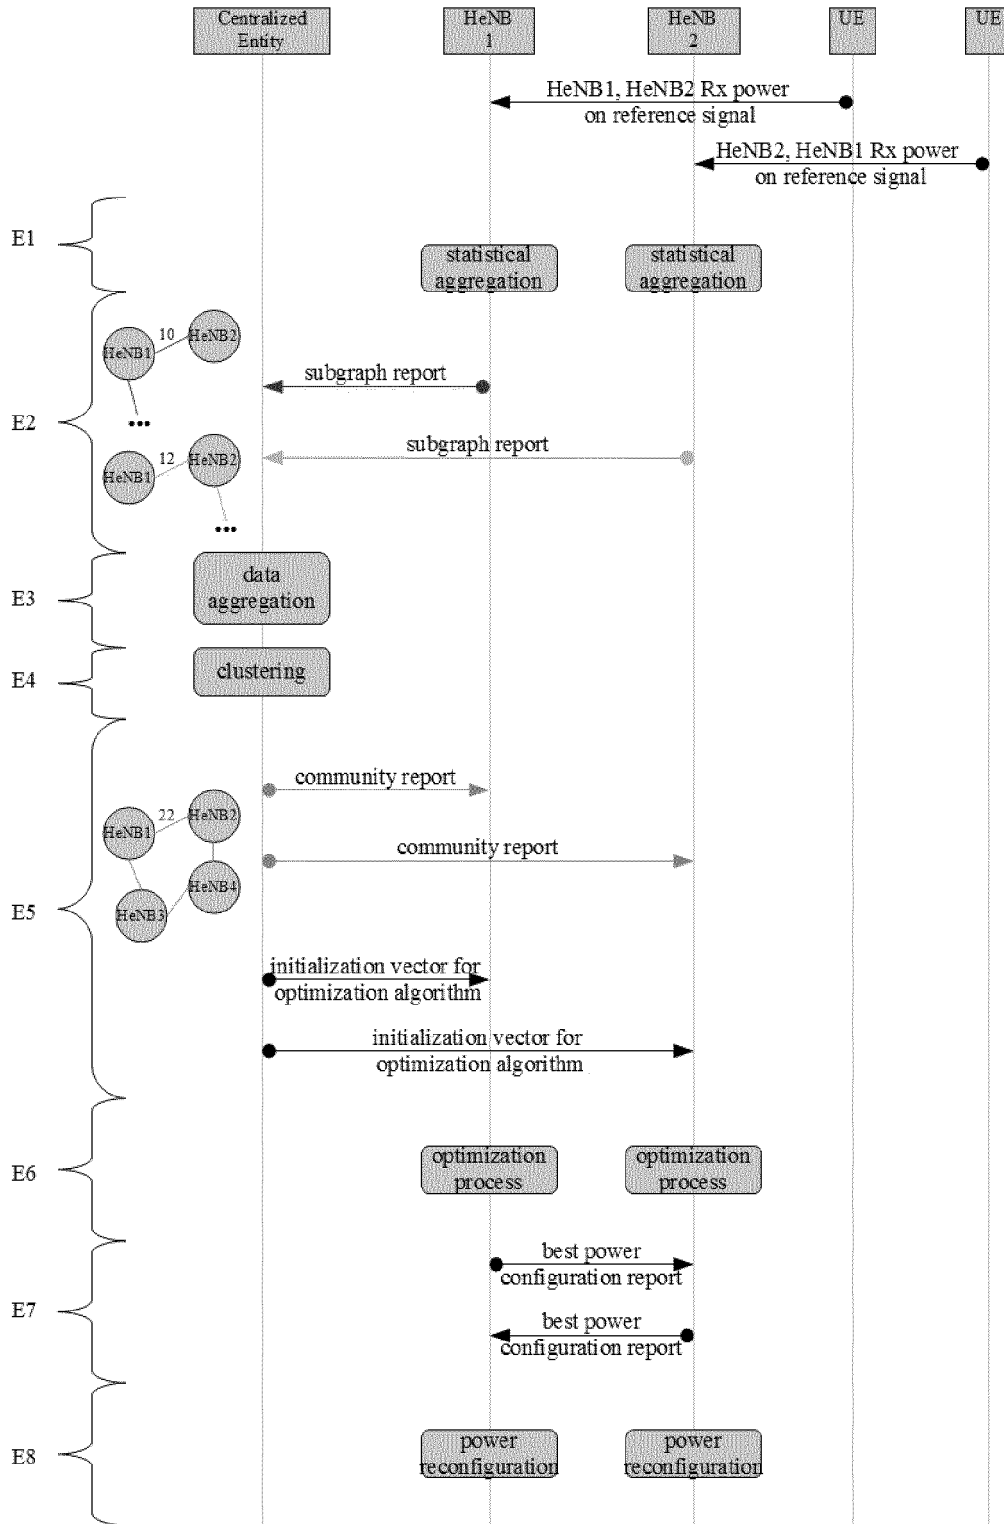 Centralized
Entity
HeNB
1
HeNB
2
UE
UE
HeNB1, HeNB2 Rx power
on reference signal
HeNB2, HeNB1 Rx power
on reference signal
E1
statistical
aggregation
statistical
aggregation
E2
HeNB1
10
HeNB2
...
subgraph report
HeNB1
12
HeNB2
...
subgraph report
E3
data
aggregation
E4
clustering
E5
community report
HeNB1
22
HeNB2
HeNB3
HeNB4
community report
initialization vector for
optimization algorithm
initialization vector for
optimization algorithm
E6
optimization
process
optimization
process
E7
best power
configuration report
best power
configuration report
E8
power
reconfiguration
power
reconfiguration